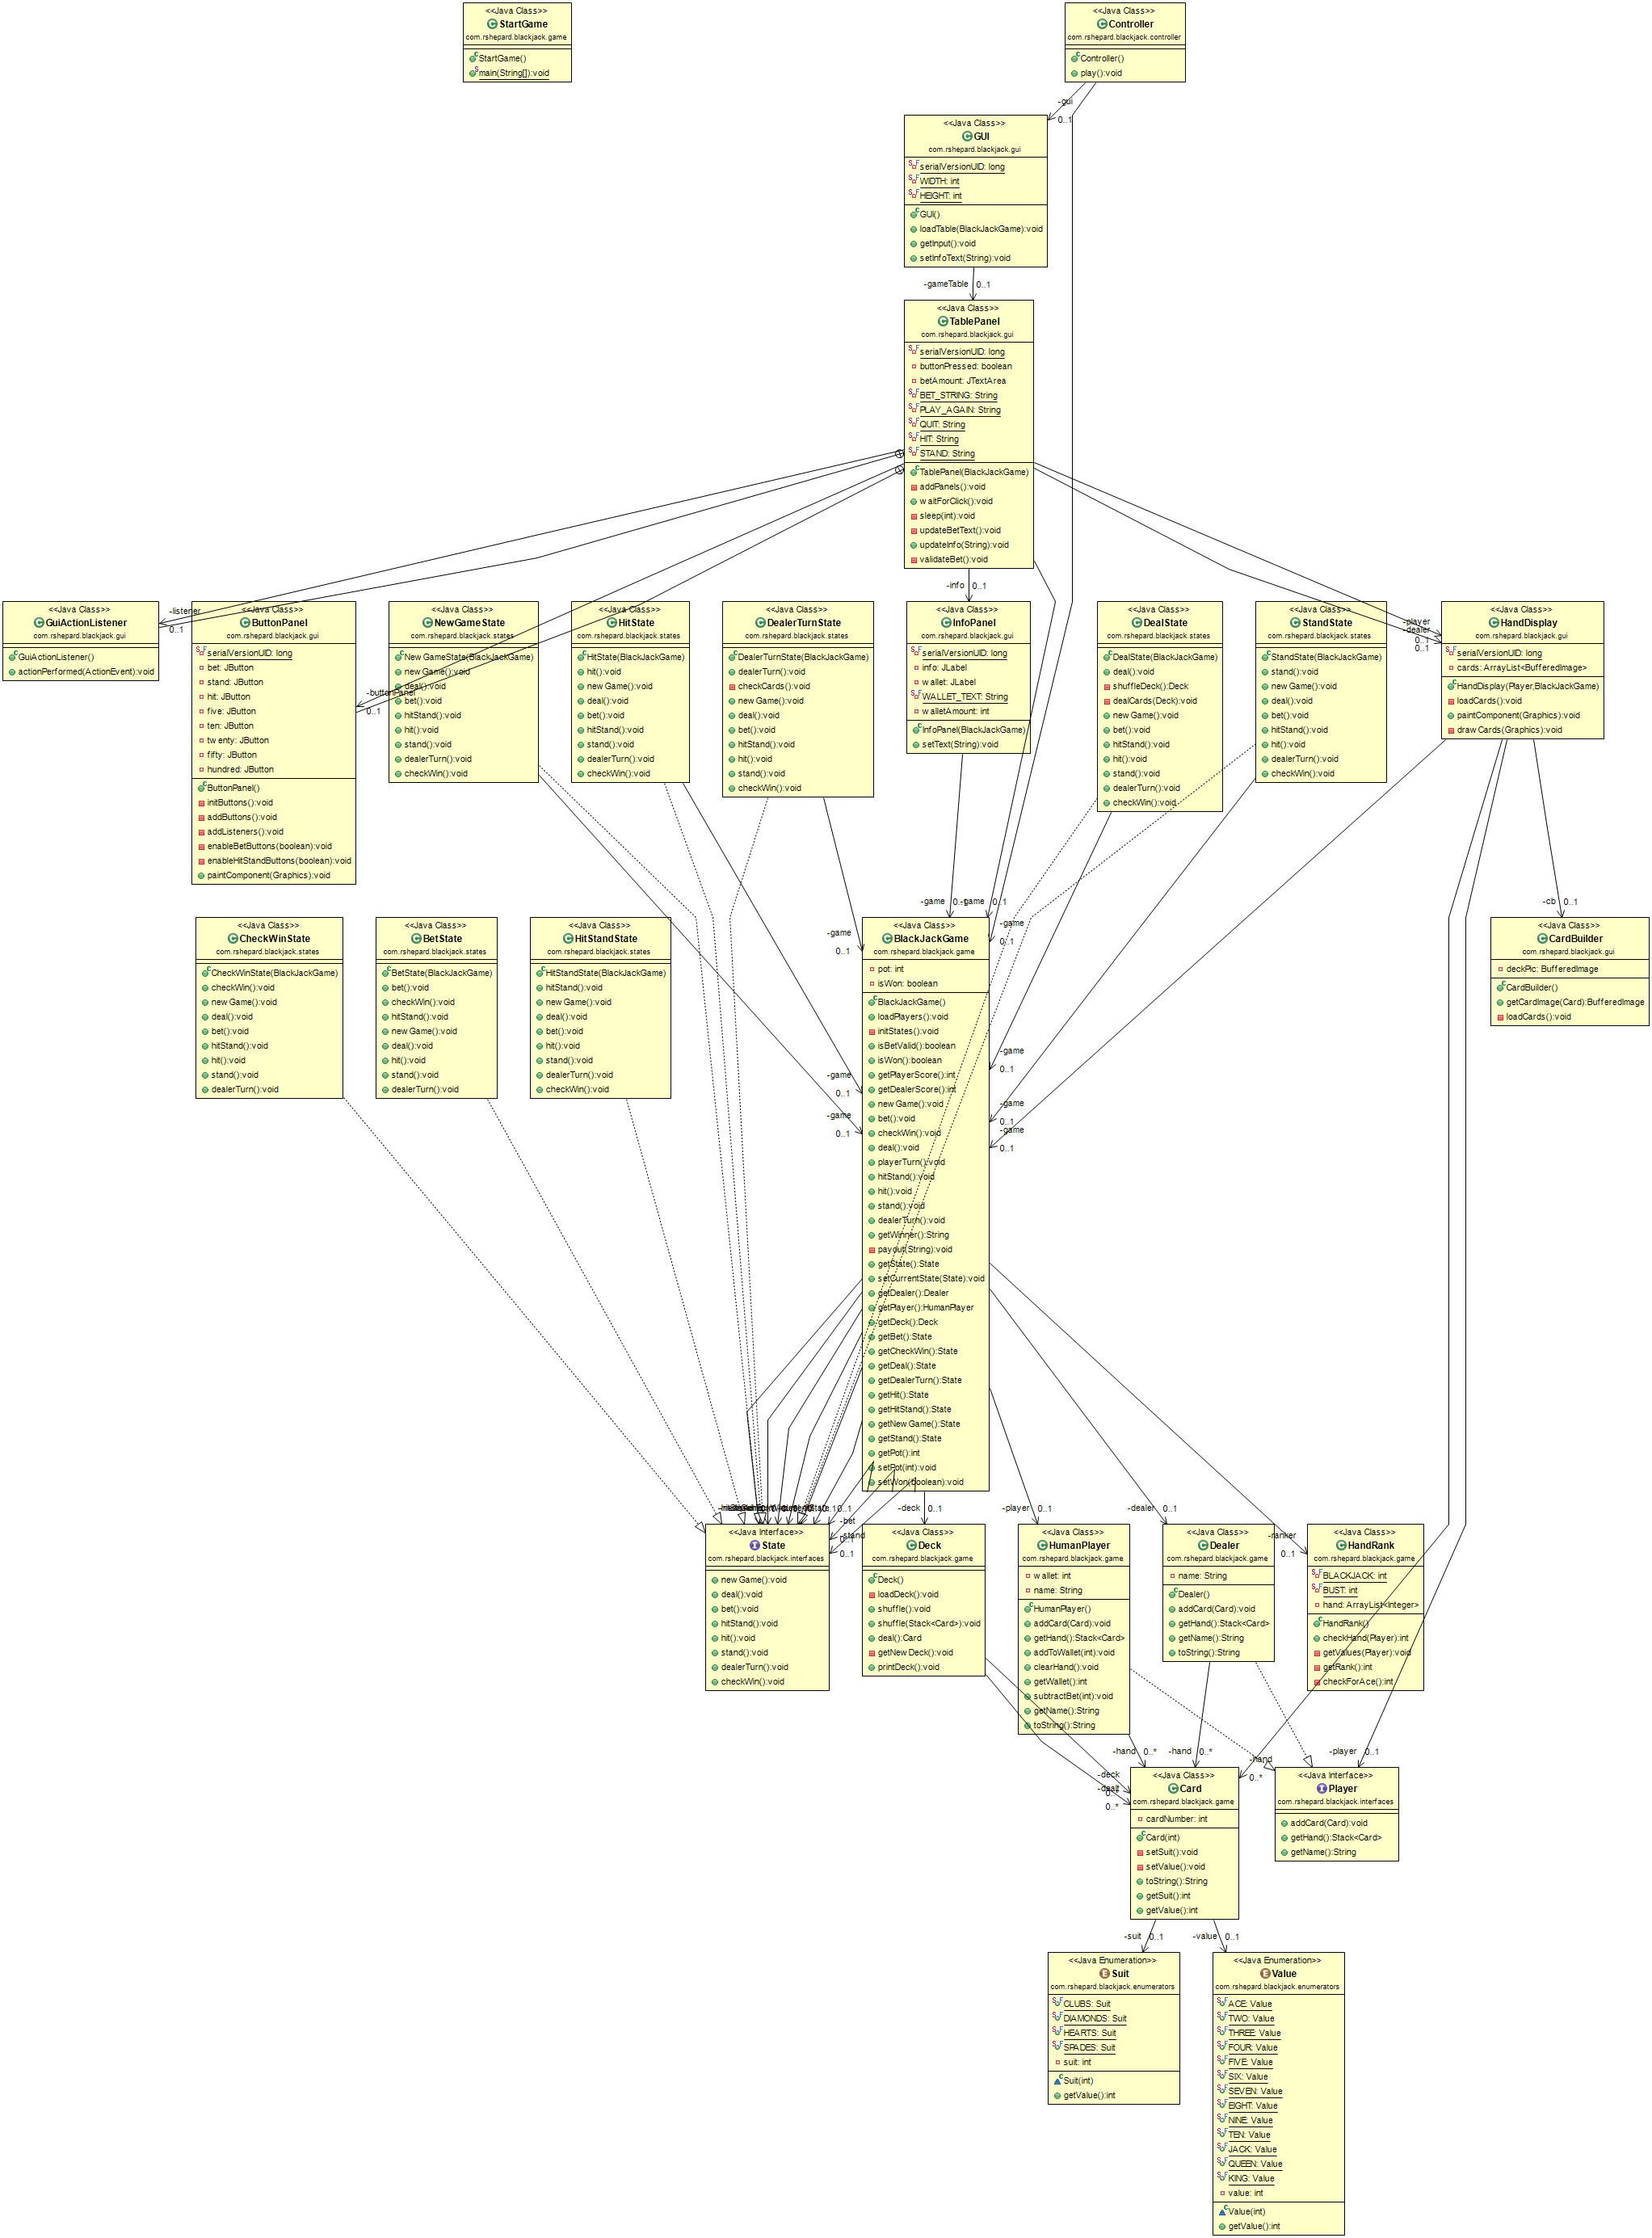 <<Java Class>>
StartGame
com.rshepard.blackjack.game
StartGame()
main(String[]):void
<<Java Class>>
Controller
com.rshepard.blackjack.controller
Controller()
play():void
-gui
0..1
<<Java Class>>
GUI
com.rshepard.blackjack.gui
serialVersionUID: long
WIDTH: int
HEIGHT: int
GUI()
loadTable(BlackJackGame):void
getInput():void
setInfoText(String):void
-gameTable 0..1
<<Java Class>>
TablePanel
com.rshepard.blackjack.gui
serialVersionUID: long
buttonPressed: boolean
betAmount: JTextArea
BET_STRING: String
PLAY_AGAIN: String
QUIT: String
HIT: String
STAND: String
TablePanel(BlackJackGame)
addPanels():void
waitForClick():void
sleep(int):void
updateBetText():void
updateInfo(String):void
validateBet():void
-info 0..1
<<Java Class>>
GuiActionListener
com.rshepard.blackjack.gui
GuiActionListener()
actionPerformed(ActionEvent):void
-listener
0..1
<<Java Class>>
ButtonPanel
com.rshepard.blackjack.gui
serialVersionUID: long
bet: JButton
stand: JButton
hit: JButton
five: JButton
ten: JButton
twenty: JButton
fifty: JButton
hundred: JButton
ButtonPanel()
initButtons():void
addButtons():void
addListeners():void
enableBetButtons(boolean):void
enableHitStandButtons(boolean):void
paintComponent(Graphics):void
-buttonPanel
0..1
<<Java Class>>
NewGameState
com.rshepard.blackjack.states
NewGameState(BlackJackGame)
newGame():void
deal():void
bet():void
hitStand():void
hit():void
stand():void
dealerTurn():void
checkWin():void
<<Java Class>>
HitState
com.rshepard.blackjack.states
HitState(BlackJackGame)
hit():void
newGame():void
deal():void
bet():void
hitStand():void
stand():void
dealerTurn():void
checkWin():void
<<Java Class>>
DealerTurnState
com.rshepard.blackjack.states
DealerTurnState(BlackJackGame)
dealerTurn():void
checkCards():void
newGame():void
deal():void
bet():void
hitStand():void
hit():void
stand():void
checkWin():void
<<Java Class>>
InfoPanel
com.rshepard.blackjack.gui
serialVersionUID: long
info: JLabel
wallet: JLabel
WALLET_TEXT: String
walletAmount: int
InfoPanel(BlackJackGame)
setText(String):void
<<Java Class>>
DealState
com.rshepard.blackjack.states
DealState(BlackJackGame)
deal():void
shuffleDeck():Deck
dealCards(Deck):void
newGame():void
bet():void
hitStand():void
hit():void
stand():void
dealerTurn():void
checkWin():void
<<Java Class>>
StandState
com.rshepard.blackjack.states
StandState(BlackJackGame)
stand():void
newGame():void
deal():void
bet():void
hitStand():void
hit():void
dealerTurn():void
checkWin():void
-player
-dealer
0..1
0..1
<<Java Class>>
HandDisplay
com.rshepard.blackjack.gui
serialVersionUID: long
cards: ArrayList<BufferedImage>
HandDisplay(Player,BlackJackGame)
loadCards():void
paintComponent(Graphics):void
drawCards(Graphics):void
<<Java Class>>
CheckWinState
com.rshepard.blackjack.states
CheckWinState(BlackJackGame)
checkWin():void
newGame():void
deal():void
bet():void
hitStand():void
hit():void
stand():void
dealerTurn():void
<<Java Class>>
BetState
com.rshepard.blackjack.states
BetState(BlackJackGame)
bet():void
checkWin():void
hitStand():void
newGame():void
deal():void
hit():void
stand():void
dealerTurn():void
<<Java Class>>
HitStandState
com.rshepard.blackjack.states
HitStandState(BlackJackGame)
hitStand():void
newGame():void
deal():void
bet():void
hit():void
stand():void
dealerTurn():void
checkWin():void
-game
0..1
-game
0..1
-game
0..1
-game 0..1
-game 0..1
-game
0..1
-game
0..1
-game
0..1
-game
0..1
<<Java Class>>
BlackJackGame
com.rshepard.blackjack.game
pot: int
isWon: boolean
BlackJackGame()
loadPlayers():void
initStates():void
isBetValid():boolean
isWon():boolean
getPlayerScore():int
getDealerScore():int
newGame():void
bet():void
checkWin():void
deal():void
playerTurn():void
hitStand():void
hit():void
stand():void
dealerTurn():void
getWinner():String
payout(String):void
getState():State
setCurrentState(State):void
getDealer():Dealer
getPlayer():HumanPlayer
getDeck():Deck
getBet():State
getCheckWin():State
getDeal():State
getDealerTurn():State
getHit():State
getHitStand():State
getNewGame():State
getStand():State
getPot():int
setPot(int):void
setWon(boolean):void
-cb 0..1
<<Java Class>>
CardBuilder
com.rshepard.blackjack.gui
deckPic: BufferedImage
CardBuilder()
getCardImage(Card):BufferedImage
loadCards():void
0..1
-bet
-stand
0..1
-deck 0..1
-player 0..1
-dealer 0..1
-ranker
0..1
<<Java Interface>>
State
com.rshepard.blackjack.interfaces
newGame():void
deal():void
bet():void
hitStand():void
hit():void
stand():void
dealerTurn():void
checkWin():void
<<Java Class>>
Deck
com.rshepard.blackjack.game
Deck()
loadDeck():void
shuffle():void
shuffle(Stack<Card>):void
deal():Card
getNewDeck():void
printDeck():void
<<Java Class>>
HumanPlayer
com.rshepard.blackjack.game
wallet: int
name: String
HumanPlayer()
addCard(Card):void
getHand():Stack<Card>
addToWallet(int):void
clearHand():void
getWallet():int
subtractBet(int):void
getName():String
toString():String
<<Java Class>>
Dealer
com.rshepard.blackjack.game
name: String
Dealer()
addCard(Card):void
getHand():Stack<Card>
getName():String
toString():String
<<Java Class>>
HandRank
com.rshepard.blackjack.game
BLACKJACK: int
BUST: int
hand: ArrayList<Integer>
HandRank()
checkHand(Player):int
getValues(Player):void
getRank():int
checkForAce():int
-hand 0..*
-hand 0..*
-hand
0..*
-player 0..1
-deck
0..*
<<Java Class>>
Card
com.rshepard.blackjack.game
cardNumber: int
Card(int)
setSuit():void
setValue():void
toString():String
getSuit():int
getValue():int
<<Java Interface>>
Player
com.rshepard.blackjack.interfaces
addCard(Card):void
getHand():Stack<Card>
getName():String
-suit 0..1
-value 0..1
<<Java Enumeration>>
Suit
com.rshepard.blackjack.enumerators
CLUBS: Suit
DIAMONDS: Suit
HEARTS: Suit
SPADES: Suit
suit: int
Suit(int)
getValue():int
<<Java Enumeration>>
Value
com.rshepard.blackjack.enumerators
ACE: Value
TWO: Value
THREE: Value
FOUR: Value
FIVE: Value
SIX: Value
SEVEN: Value
EIGHT: Value
NINE: Value
TEN: Value
JACK: Value
QUEEN: Value
KING: Value
value: int
Value(int)
getValue():int